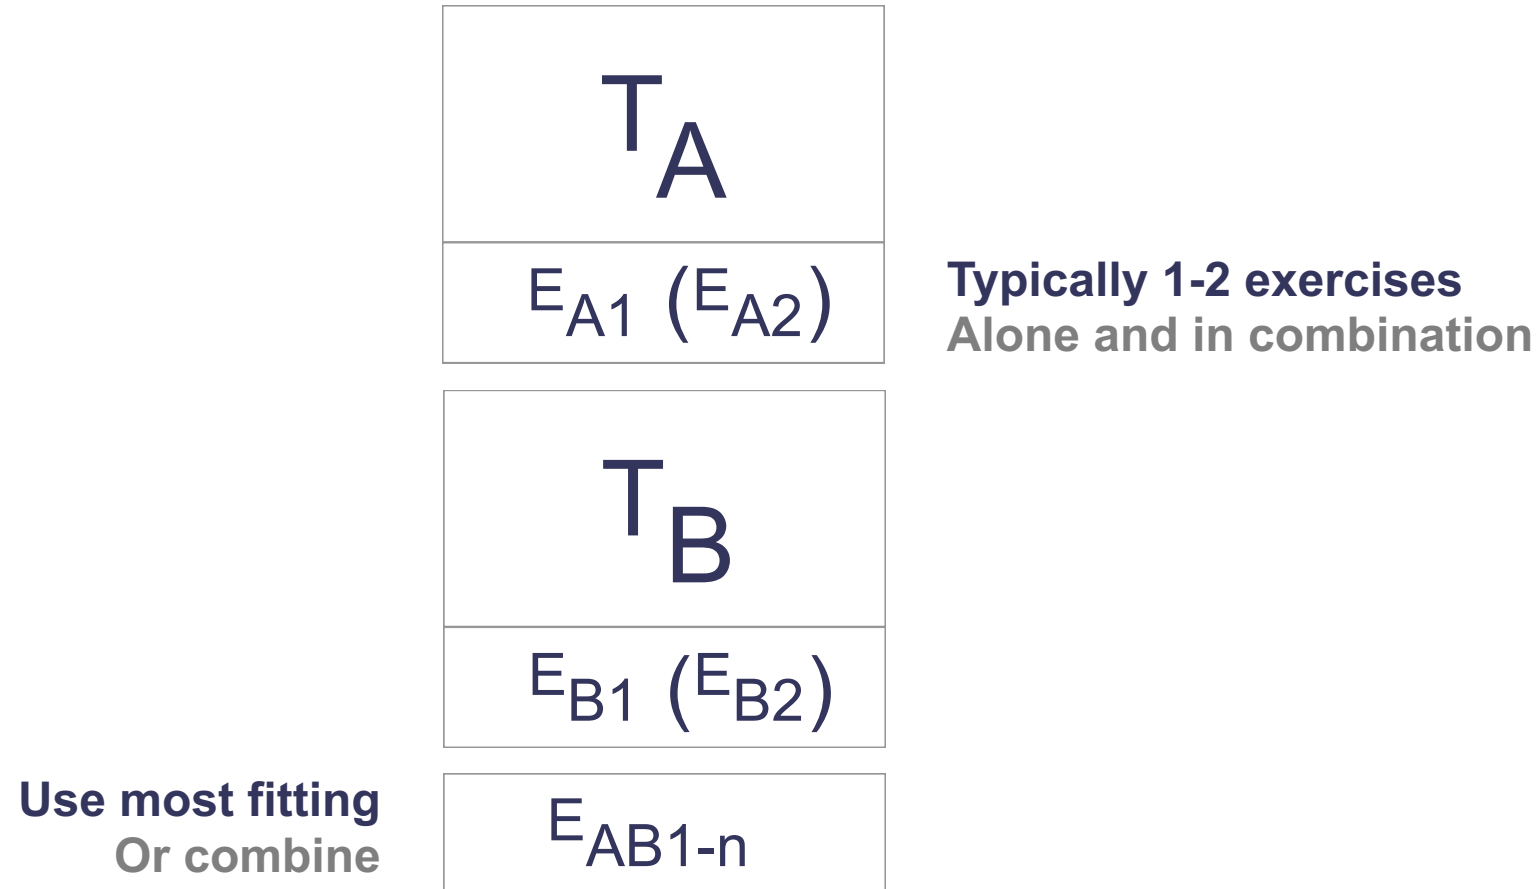 TA
EA1 (EA2)
Typically 1-2 exercises
Alone and in combination
TB
EB1 (EB2)
Use most fitting
Or combine
EAB1-n